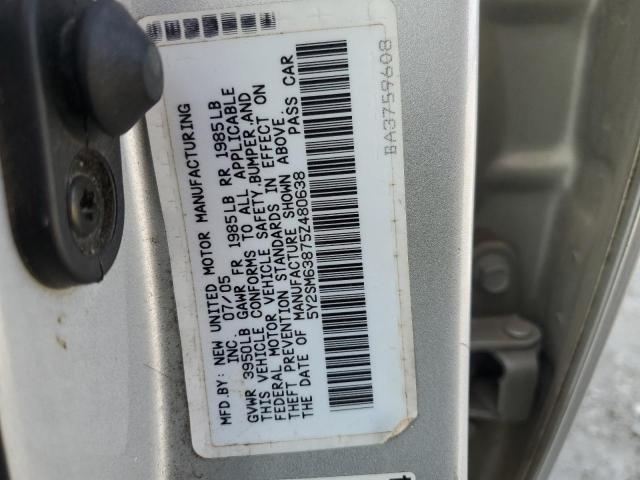 MFD.BY: NEW UNITED MOTOR MANUFACTURING
INC. 07/05
GVWR 3950LB GAWR FR 1985LB RR 1985LB
THIS VEHICLE CONFORMS TO ALL APPLICABLE
FEDERAL MOTOR VEHICLE SAFETY,BUMPER,AND
THEFT PREVENTION STANDARDS IN EFFECT ON
THE DATE OF MANUFACTURE SHOWN ABOVE.
5Y2SM63875Z480638 PASS CAR
BA3759608